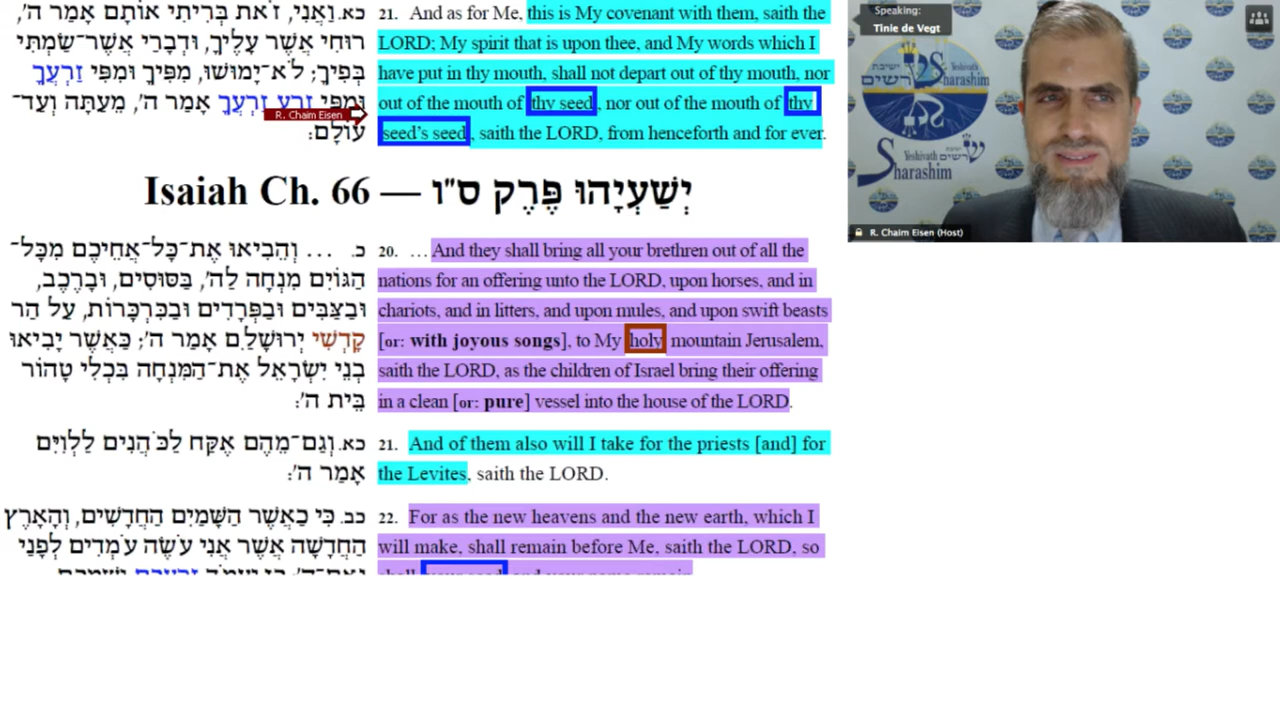 כא. וַאֲנִי, זֹאת בְּרִיתִי אוֹתָם אָמַר ה',
רוּחִי אֲשֶׁר עָלֶיךָ, וּדְבָרַי אֲשֶׁר־שַׂמְתִּי
בְּפִיךָ; לֹא־יָמוּשׁוּ, מִפִּיךָ וּמִפִּי זַרְעֲךָ
וּמִפִּי זֶרַע זַרְעֲךָ אָמַר ה', מֵעַתָּה וְעַד־
עוֹלָם:
R. Chaim Eisen
21. And as for Me, this is My covenant with them, saith the
LORD; My spirit that is upon thee, and My words which I
have put in thy mouth, shall not depart out of thy mouth, nor
out of the mouth of thy seed, nor out of the mouth of thy
seed's seed, saith the LORD, from henceforth and for ever.
Isaiah Ch. 66 — יְשַׁעְיָהוּ פֶּרֶק ס"ו
כ. ... וְהֵבִיאוּ אֶת־כָּל־אֲחֵיכֶם מִכָּל־
הַגּוֹיִם מִנְחָה לַה', בַּסּוּסִים, וּבָרֶכֶב,
וּבַצַּבִּים וּבַפְּרָדִים וּבַכִּרְכָּרוֹת, עַל הַר
קָדְשִׁי יְרוּשָׁלִַם אָמַר ה'; כַּאֲשֶׁר יָבִיאוּ
בְנֵי יִשְׂרָאֵל אֶת־הַמִּנְחָה בִּכְלִי טָהוֹר
בֵּית ה':
20. ... And they shall bring all your brethren out of all the
nations for an offering unto the LORD, upon horses, and in
chariots, and in litters, and upon mules, and upon swift beasts
[or: with joyous songs], to My holy mountain Jerusalem,
saith the LORD, as the children of Israel bring their offering
in a clean [or: pure] vessel into the house of the LORD.
כא. וְגַם־מֵהֶם אֶקַּח לַכֹּהֲנִים לַלְוִיִּם
אָמַר ה':
21. And of them also will I take for the priests [and] for
the Levites, saith the LORD.
כב. כִּי כַאֲשֶׁר הַשָּׁמַיִם הַחֲדָשִׁים, וְהָאָרֶץ
הַחֲדָשָׁה אֲשֶׁר אֲנִי עֹשֶׂה עֹמְדִים לְפָנַי
22. For as the new heavens and the new earth, which I
will make, shall remain before Me, saith the LORD, so
shall your seed and your name remain
Speaking:
Tinie de Vegt
ישיבת
שרשים
Sharashim
ישיבת
שרשים
Yeshivath
Sharashim
R. Chaim Eisen (Host)